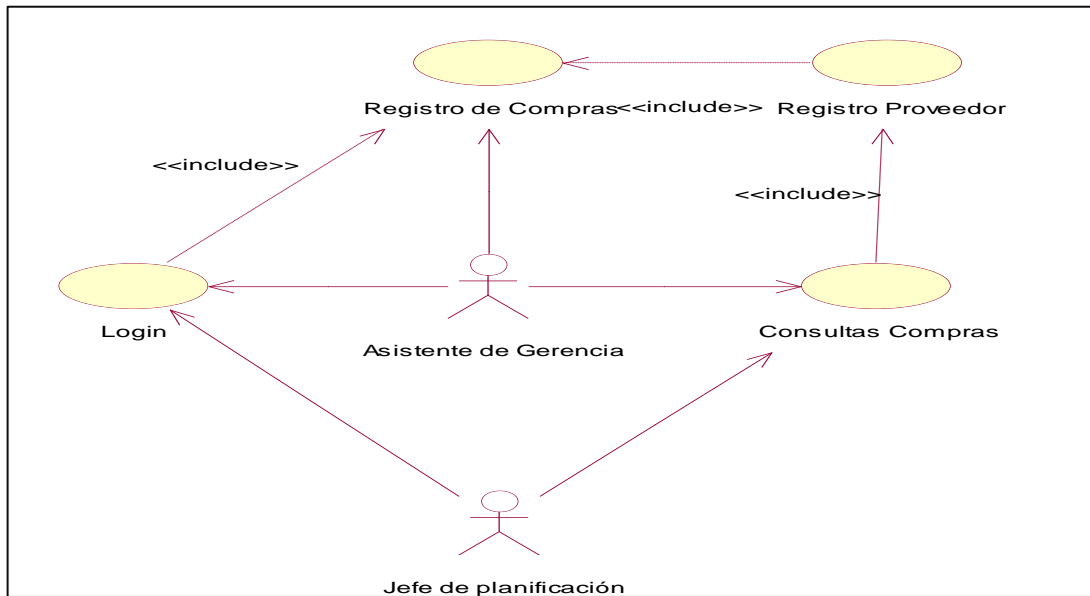 Registro de Compras
<<include>>
Registro Proveedor
<<include>>
<<include>>
Login
Asistente de Gerencia
Consultas Compras
Jefe de planificación